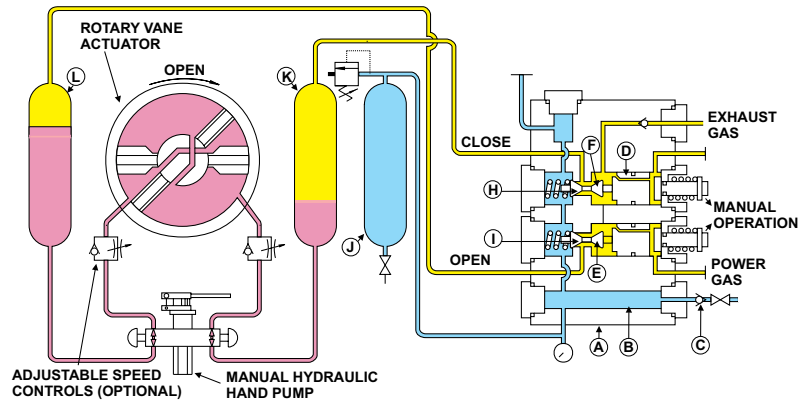 ROTARY VANE
ACTUATOR
OPEN
L
K
J
CLOSE
OPEN
EXHAUST
GAS
F
D
H
I
E
MANUAL
OPERATION
POWER
GAS
A
B
C
ADJUSTABLE SPEED
CONTROLS (OPTIONAL)
MANUAL HYDRAULIC
HAND PUMP